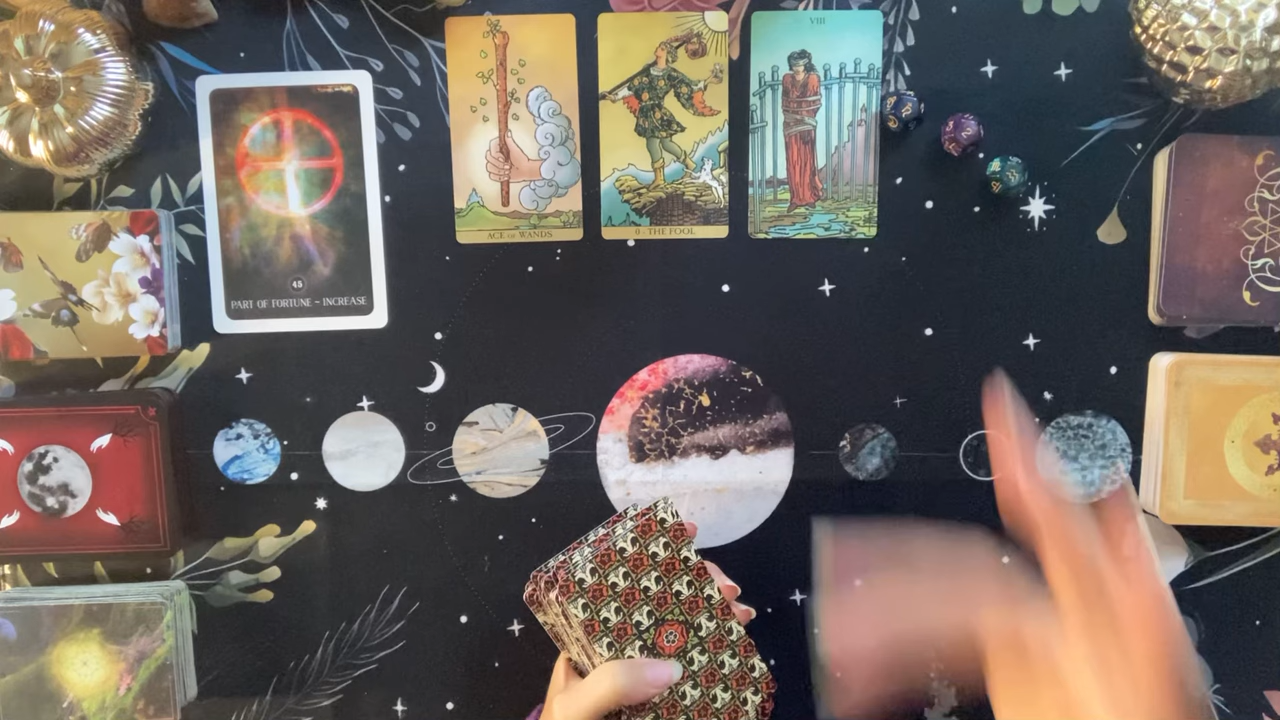 45
PART OF FORTUNE ~ INCREASE
ACE OF WANDS
0 · THE FOOL
VIII